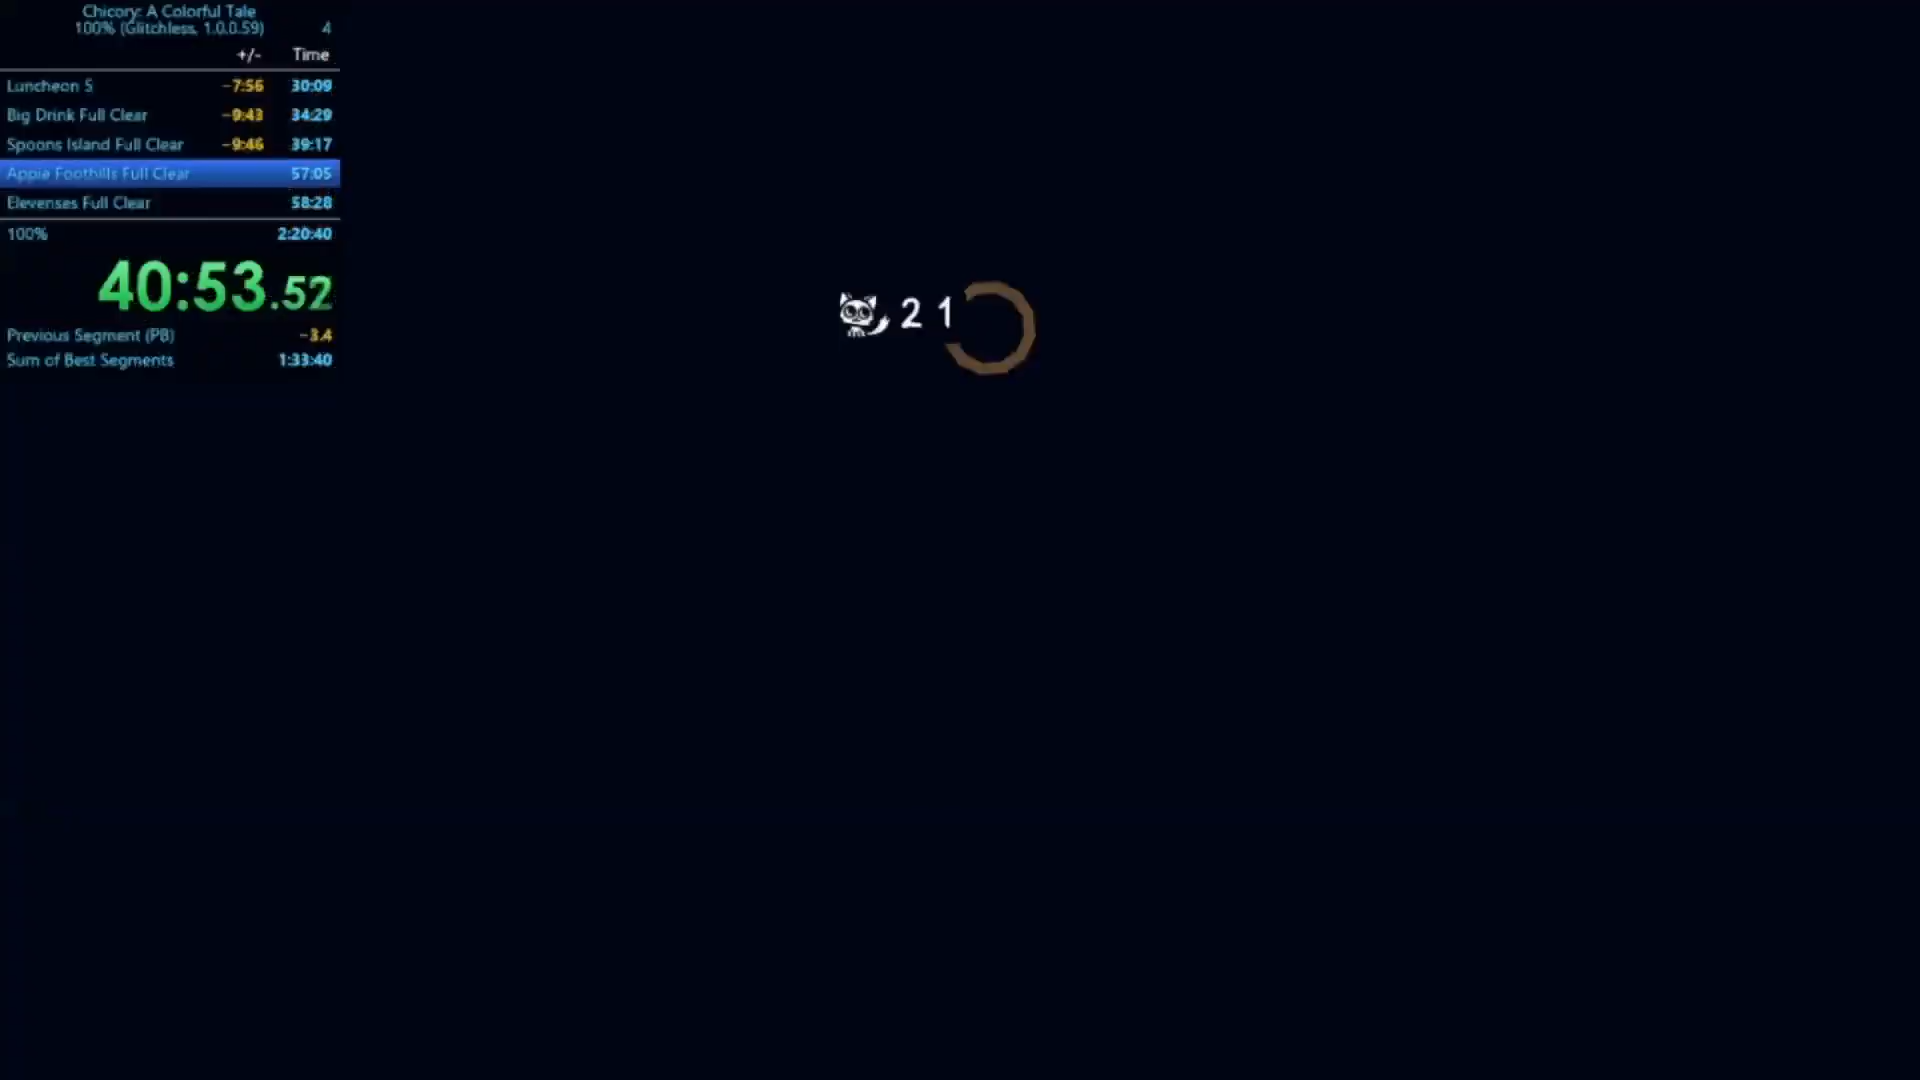 Chicory: A Colorful Tale
100% (Glitchless, 1.0.0.59) 4
+/- Time
Luncheon 5 -7:56 30:09
Big Drink Full Clear -9:43 34:29
Spoons Island Full Clear -9:46 39:17
Appie Foothills Full Clear 57:05
Elevenses Full Clear 58:28
100% 2:20:40
40:53.52
Previous Segment (PB) -3.4
Sum of Best Segments 1:33:40
21